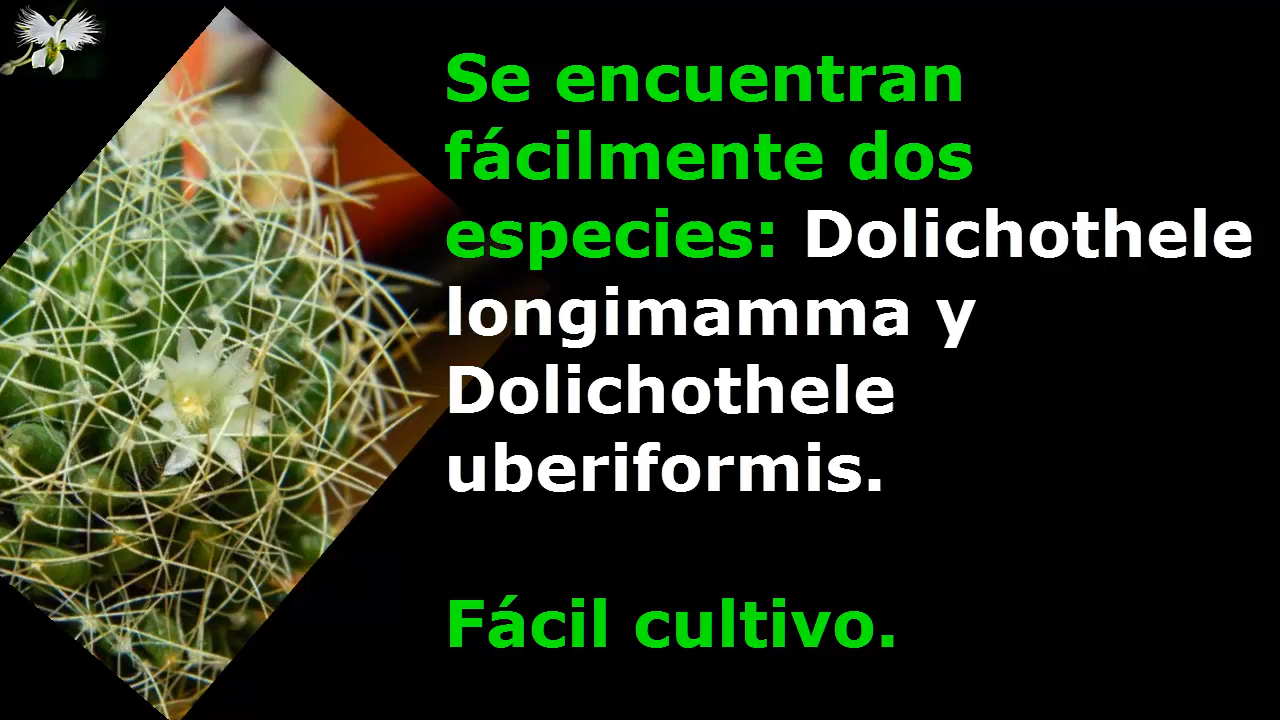 Se encuentran
fácilmente dos
especies: Dolichothele
longimamma y
Dolichothele
uberiformis.
Fácil cultivo.